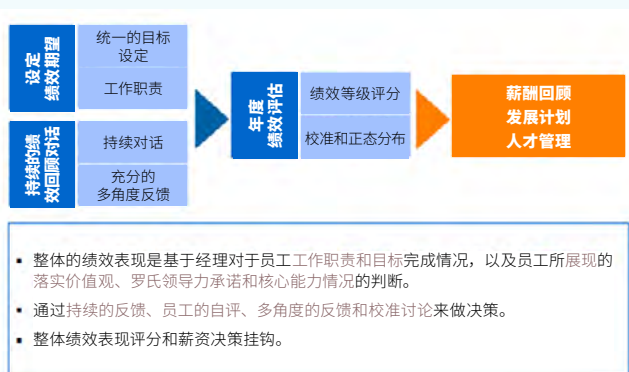 设定
绩效期望
统一的目标
设定
工作职责
持续的绩
效回顾对话
持续对话
充分的
多角度反馈
年度
绩效评估
绩效等级评分
校准和正态分布
薪酬回顾
发展计划
人才管理
▪ 整体的绩效表现是基于经理对于员工工作职责和目标完成情况，以及员工所展现的
落实价值观、罗氏领导力承诺和核心能力情况的判断。
▪ 通过持续的反馈、员工的自评、多角度的反馈和校准讨论来做决策。
▪ 整体绩效表现评分和薪资决策挂钩。